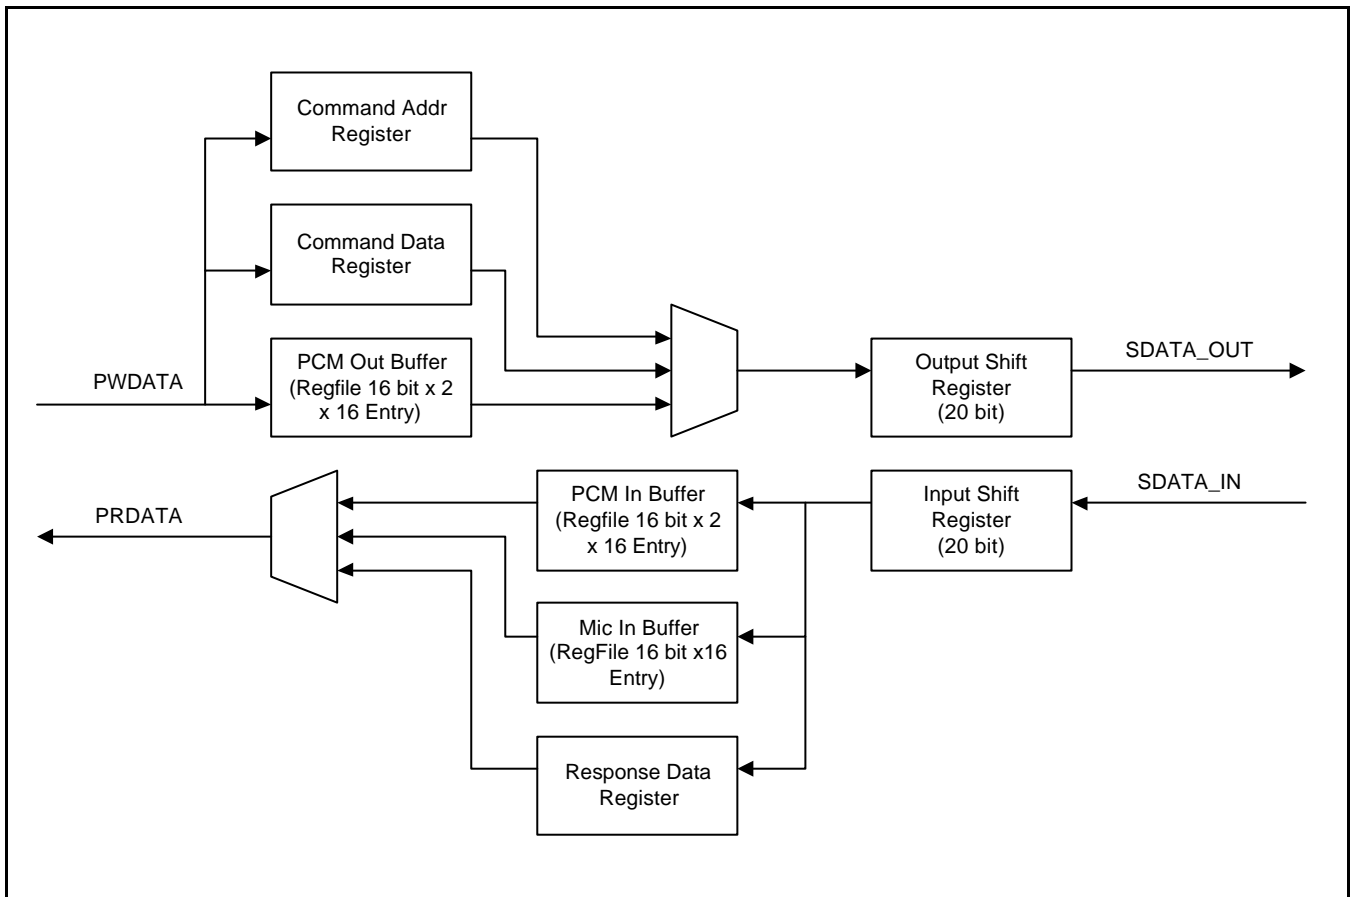 Command Addr
Register
Command Data
Register
PWDATA
PCM Out Buffer
(Regfile 16 bit x 2
x 16 Entry)
Output Shift
Register
(20 bit)
SDATA_OUT
PRDATA
PCM In Buffer
(Regfile 16 bit x 2
x 16 Entry)
Input Shift
Register
(20 bit)
SDATA_IN
Mic In Buffer
(RegFile 16 bit x16
Entry)
Response Data
Register